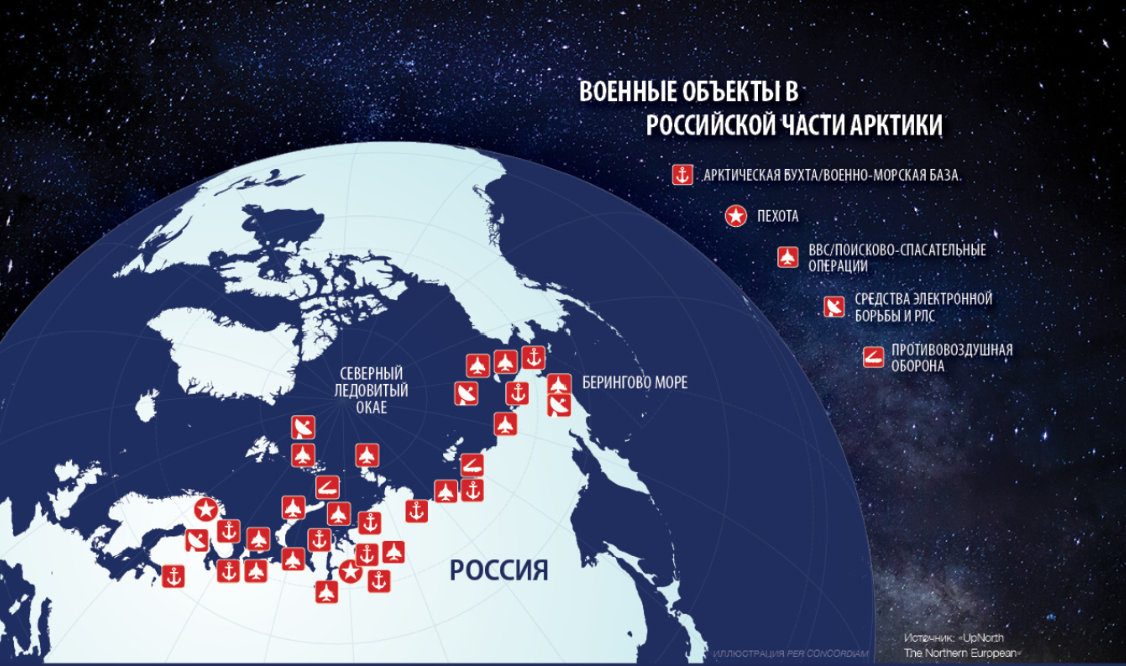 ВОЕННЫЕ ОБЪЕКТЫ В
РОССИЙСКОЙ ЧАСТИ АРКТИКИ
АРКТИЧЕСКАЯ БУХТА/ВОЕННО-МОРСКАЯ БАЗА.
ПЕХОТА
ВВС/ПОИСКОВО-СПАСАТЕЛЬНЫЕ
ОПЕРАЦИИ
СРЕДСТВА ЭЛЕКТРОННОЙ
БОРЬБЫ И РЛС
ПРОТИВОВОЗДУШНАЯ
ОБОРОНА
СЕВЕРНЫЙ
ЛЕДОВИТЫЙ
ОКАЕ
БЕРИНГОВО МОРЕ
РОССИЯ
Источник: «UpNorth
The Northern European»
ИЛЛЮСТРАЦИЯ PER CONCORDIAM